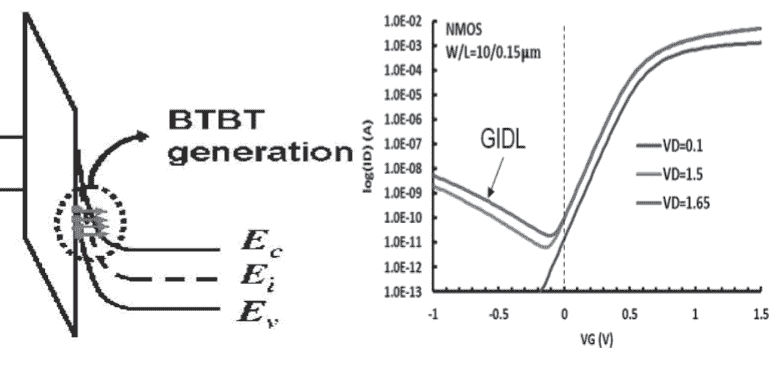 BTBT
generation
Ec
Ei
Ev
1.0E-02
1.0E-03
1.0E-04
1.0E-05
1.0E-06
1.0E-07
1.0E-08
1.0E-09
1.0E-10
1.0E-11
1.0E-12
1.0E-13
log(ID) (A)
NMOS
W/L=10/0.15μm
GIDL
VD=0.1
VD=1.5
VD=1.65
-1 -0.5 0 0.5 1 1.5
VG (V)